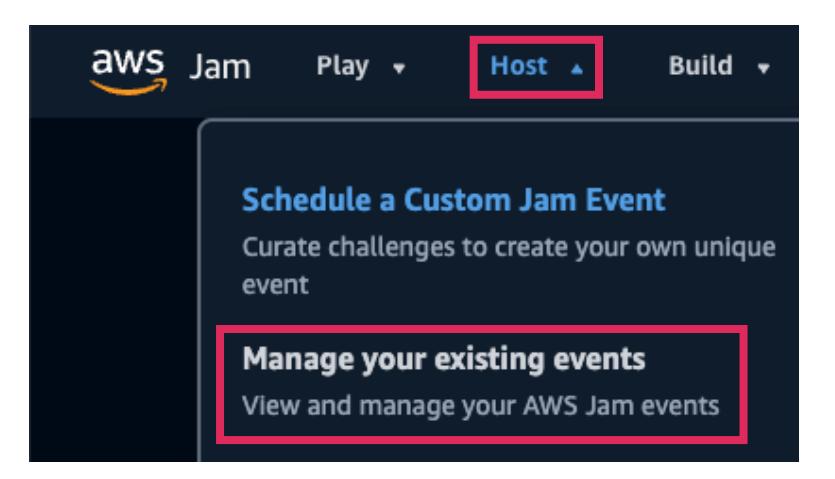 aws Jam Play Host Build
Schedule a Custom Jam Event
Curate challenges to create your own unique
event
Manage your existing events
View and manage your AWS Jam events